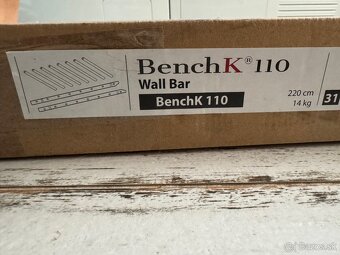 BenchK® 110
Wall Bar
BenchK 110
220 cm
14 kg
31
bazos.sk